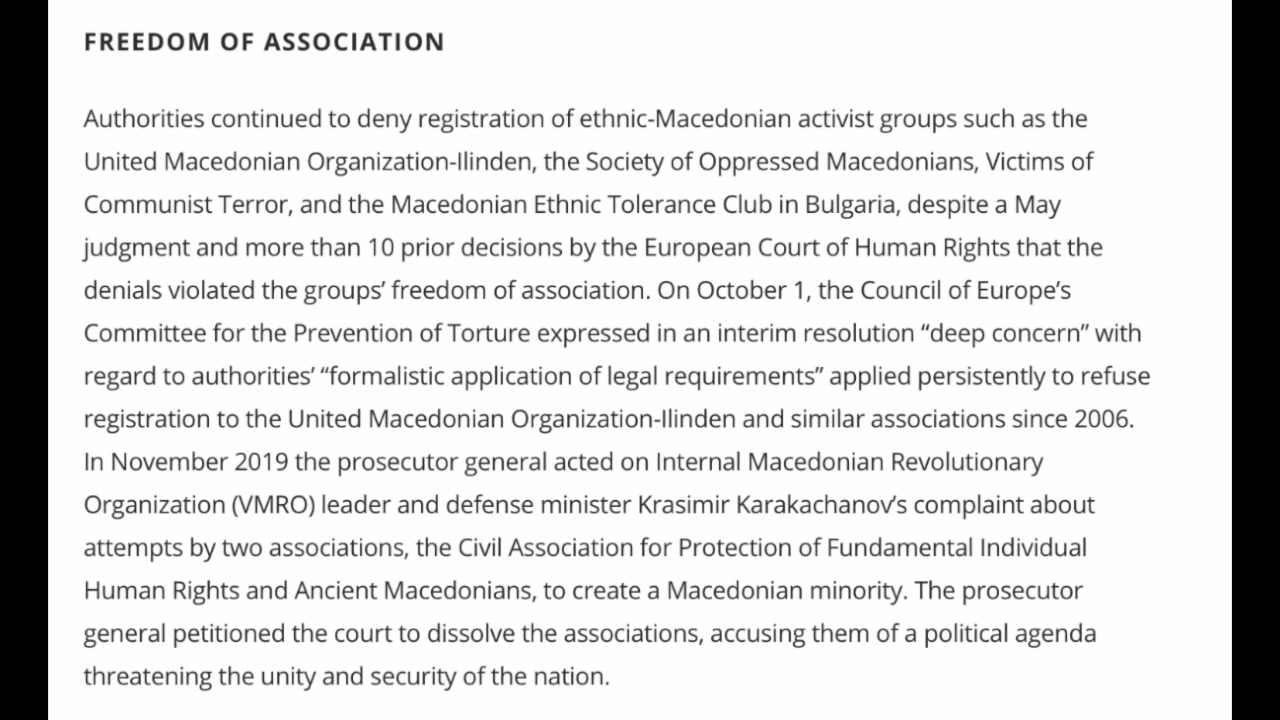 FREEDOM OF ASSOCIATION
Authorities continued to deny registration of ethnic-Macedonian activist groups such as the
United Macedonian Organization-Ilinden, the Society of Oppressed Macedonians, Victims of
Communist Terror, and the Macedonian Ethnic Tolerance Club in Bulgaria, despite a May
judgment and more than 10 prior decisions by the European Court of Human Rights that the
denials violated the groups’ freedom of association. On October 1, the Council of Europe’s
Committee for the Prevention of Torture expressed in an interim resolution “deep concern” with
regard to authorities’ “formalistic application of legal requirements” applied persistently to refuse
registration to the United Macedonian Organization-Ilinden and similar associations since 2006.
In November 2019 the prosecutor general acted on Internal Macedonian Revolutionary
Organization (VMRO) leader and defense minister Krasimir Karakachanov’s complaint about
attempts by two associations, the Civil Association for Protection of Fundamental Individual
Human Rights and Ancient Macedonians, to create a Macedonian minority. The prosecutor
general petitioned the court to dissolve the associations, accusing them of a political agenda
threatening the unity and security of the nation.